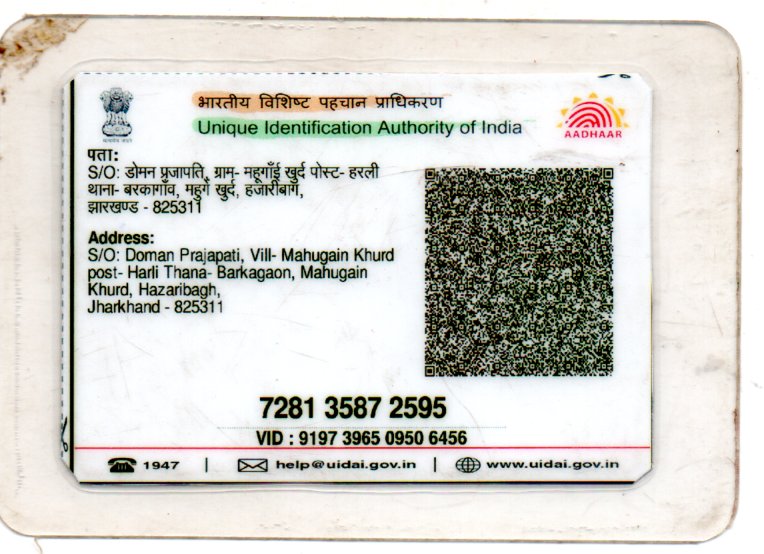 भारतीय विशिष्ट पहचान प्राधिकरण
Unique Identification Authority of India
AADHAAR
पता:
S/O: डोमन प्रजापति, ग्राम- महूगाँई खुर्द पोस्ट- हरली
थाना- बरकागाँव, महुगँ खुर्द, हजारीबाग,
झारखण्ड - 825311
Address:
S/O: Doman Prajapati, Vill- Mahugain Khurd
post- Harli Thana- Barkagaon, Mahugain
Khurd, Hazaribagh,
Jharkhand - 825311
7281 3587 2595
VID : 9197 3965 0950 6456
1947 | help@uidai.gov.in | www.uidai.gov.in